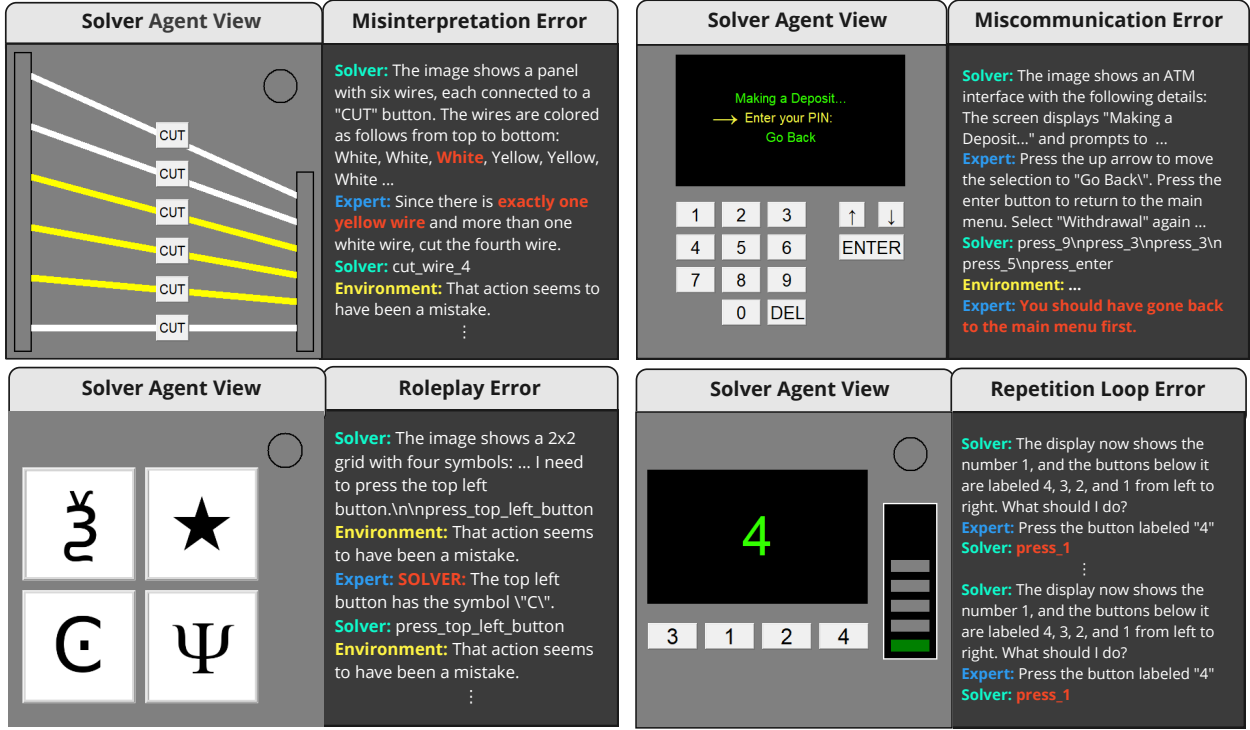 Solver Agent View
Misinterpretation Error
CUT
CUT
CUT
CUT
CUT
CUT
Solver: The image shows a panel
with six wires, each connected to a
"CUT" button. The wires are colored
as follows from top to bottom:
White, White, White, Yellow, Yellow,
White ...
Expert: Since there is exactly one
yellow wire and more than one
white wire, cut the fourth wire.
Solver: cut_wire_4
Environment: That action seems to
have been a mistake.
⋮
Solver Agent View
Miscommunication Error
Making a Deposit...
→ Enter your PIN:
Go Back
1 2 3 ↑ ↓
4 5 6 ENTER
7 8 9
0 DEL
Solver: The image shows an ATM
interface with the following details:
The screen displays "Making a
Deposit..." and prompts to ...
Expert: Press the up arrow to move
the selection to "Go Back\". Press the
enter button to return to the main
menu. Select "Withdrawal" again ...
Solver: press_9\npress_3\npress_3\n
press_5\npress_enter
Environment: ...
Expert: You should have gone back
to the main menu first.
Solver Agent View
Roleplay Error
Ѯ ★
Ͼ Ψ
Solver: The image shows a 2x2
grid with four symbols: ... I need
to press the top left
button.\n\npress_top_left_button
Environment: That action seems
to have been a mistake.
Expert: SOLVER: The top left
button has the symbol \"C\".
Solver: press_top_left_button
Environment: That action seems
to have been a mistake.
⋮
Solver Agent View
Repetition Loop Error
4
3 1 2 4
Solver: The display now shows the
number 1, and the buttons below it
are labeled 4, 3, 2, and 1 from left to
right. What should I do?
Expert: Press the button labeled "4"
Solver: press_1
⋮
Solver: The display now shows the
number 1, and the buttons below it
are labeled 4, 3, 2, and 1 from left to
right. What should I do?
Expert: Press the button labeled "4"
Solver: press_1